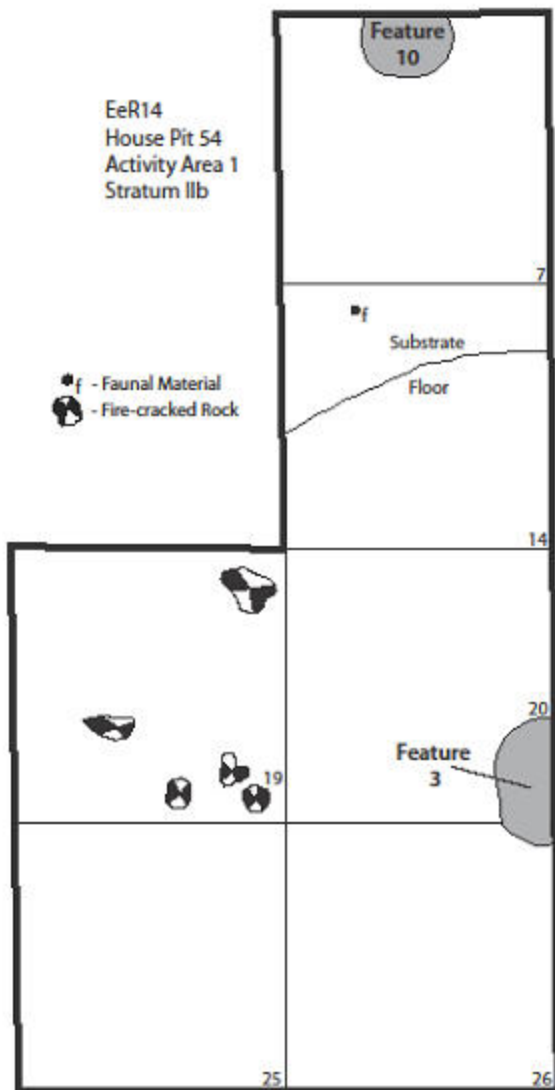 Feature
10
EeR14
House Pit 54
Activity Area 1
Stratum IIb
7
f
Substrate
Floor
f - Faunal Material
- Fire-cracked Rock
14
20
Feature
3
19
25
26